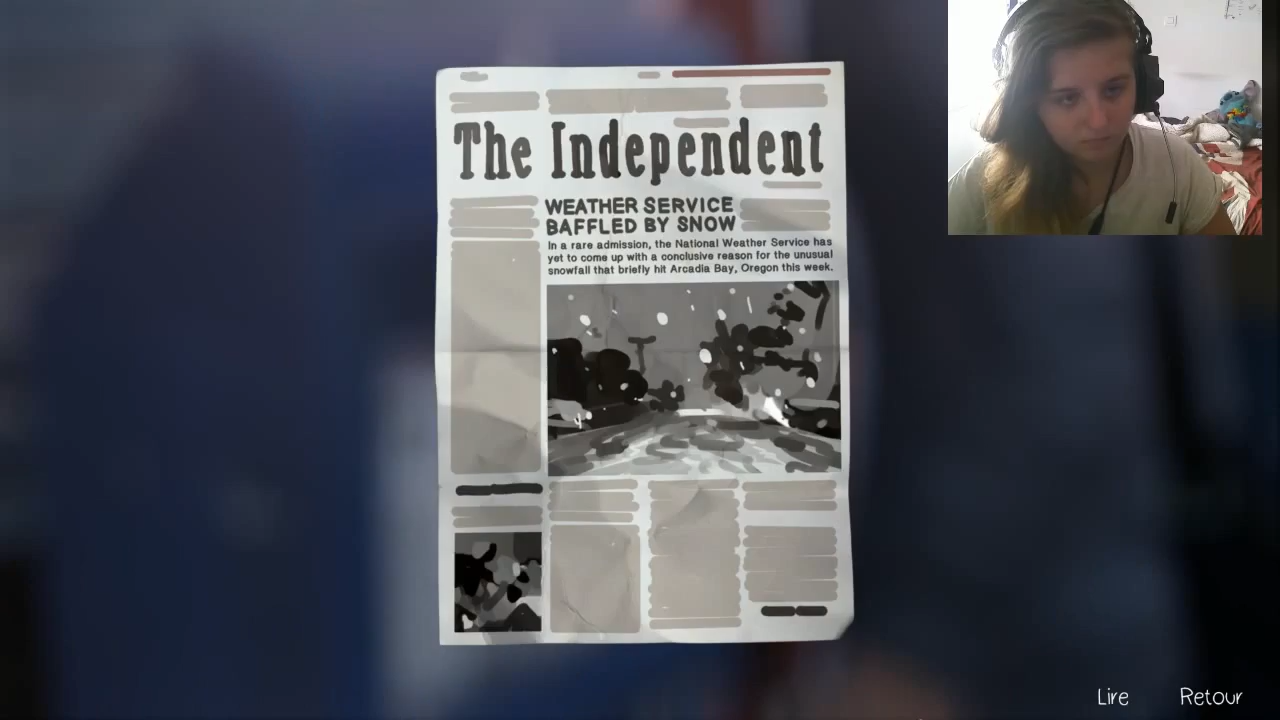 The Independent
WEATHER SERVICE
BAFFLED BY SNOW
In a rare admission, the National Weather Service has
yet to come up with a conclusive reason for the unusual
snowfall that briefly hit Arcadia Bay, Oregon this week.
Lire Retour